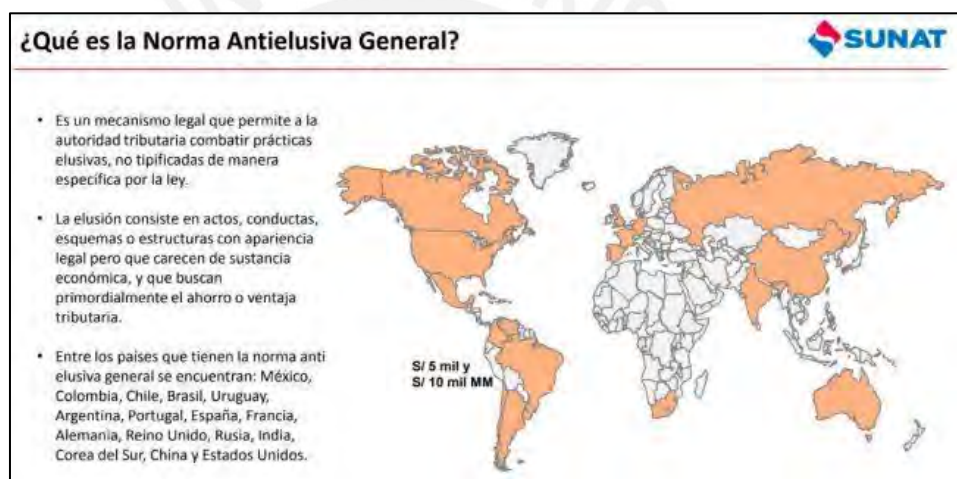 ¿Qué es la Norma Antielusiva General?
SUNAT
• Es un mecanismo legal que permite a la
autoridad tributaria combatir prácticas
elusivas, no tipificadas de manera
específica por la ley.
• La elusión consiste en actos, conductas,
esquemas o estructuras con apariencia
legal pero que carecen de sustancia
económica, y que buscan
primordialmente el ahorro o ventaja
tributaria.
• Entre los países que tienen la norma anti
elusiva general se encuentran: México,
Colombia, Chile, Brasil, Uruguay,
Argentina, Portugal, España, Francia,
Alemania, Reino Unido, Rusia, India,
Corea del Sur, China y Estados Unidos.
S/ 5 mil y
S/ 10 mil MM